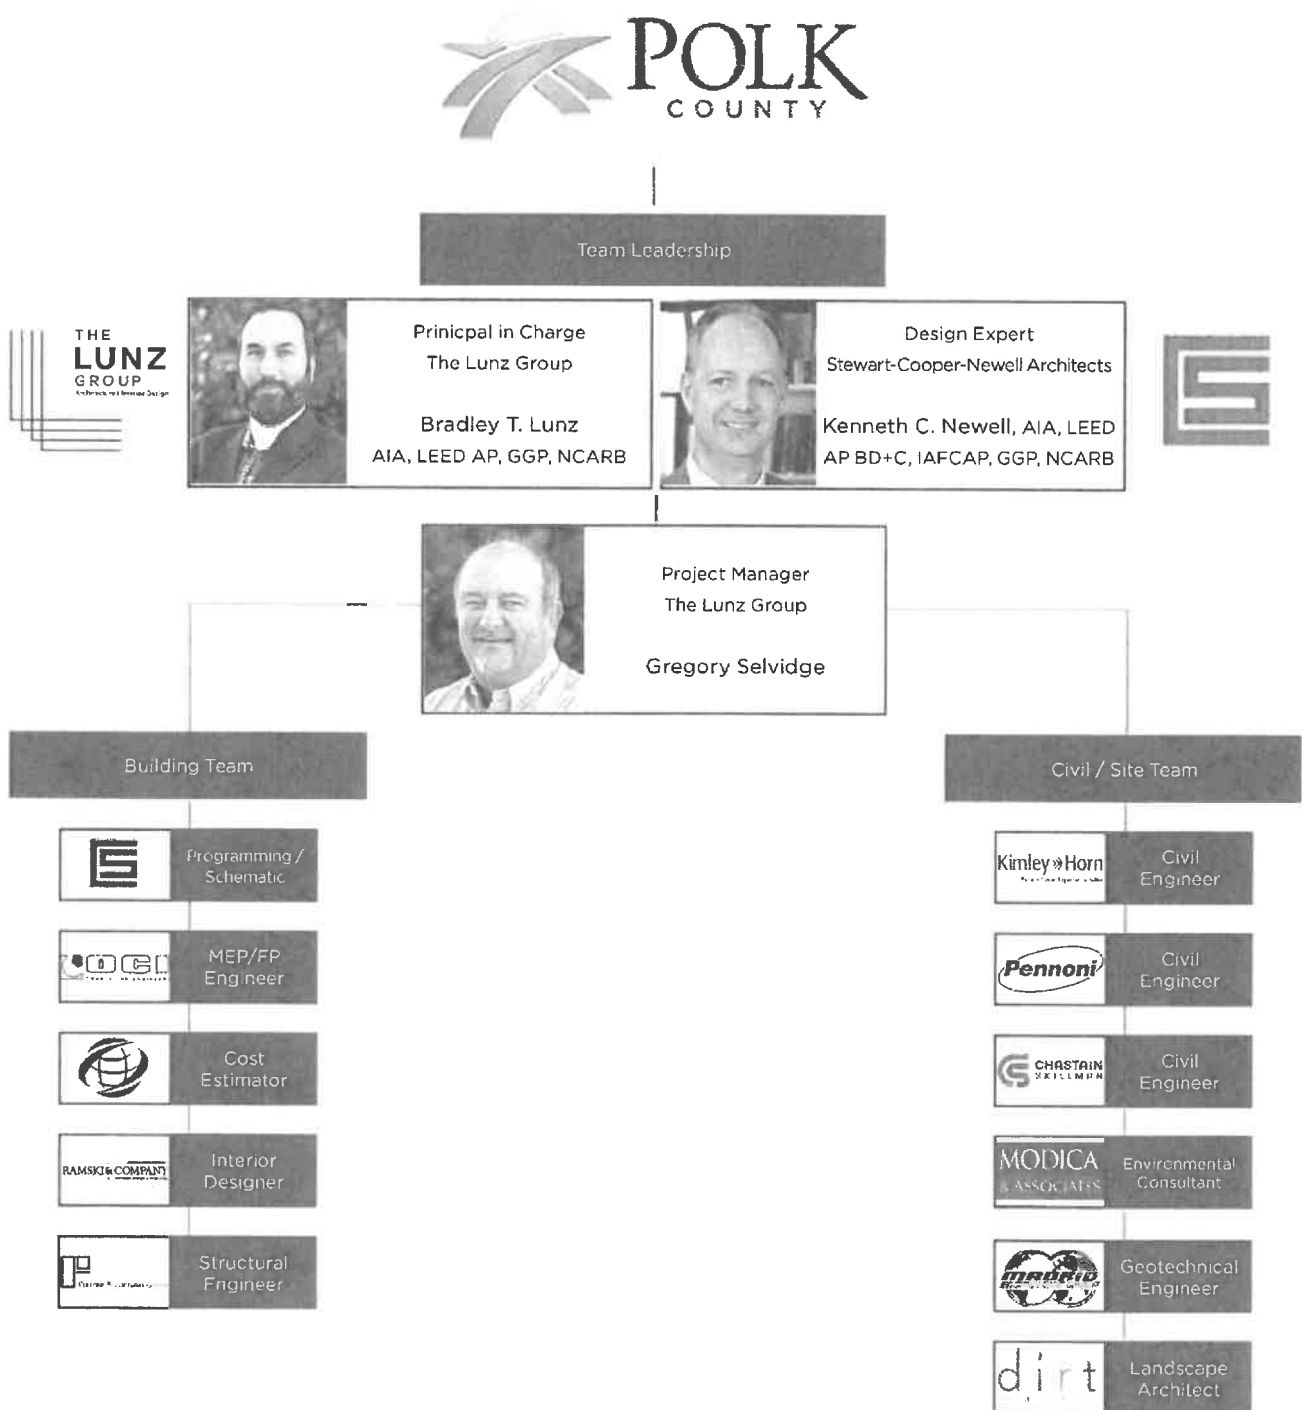 POLK
COUNTY
Team Leadership
THE
LUNZ
GROUP
Prinicpal in Charge
The Lunz Group
Bradley T. Lunz
AIA, LEED AP, GGP, NCARB
Design Expert
Stewart-Cooper-Newell Architects
Kenneth C. Newell, AIA, LEED
AP BD+C, IAFCAP, GGP, NCARB
Project Manager
The Lunz Group
Gregory Selvidge
Building Team
Programming /
Schematic
OCI
MEP/FP
Engineer
Cost
Estimator
RAMSKI & COMPANY
Interior
Designer
Structural
Engineer
Civil / Site Team
Kimley»Horn
Civil
Engineer
Pennoni
Civil
Engineer
CHASTAIN
SKILLMAN
Civil
Engineer
MODICA
& ASSOCIATES
Environmental
Consultant
MADRID
Geotechnical
Engineer
dirt
Landscape
Architect